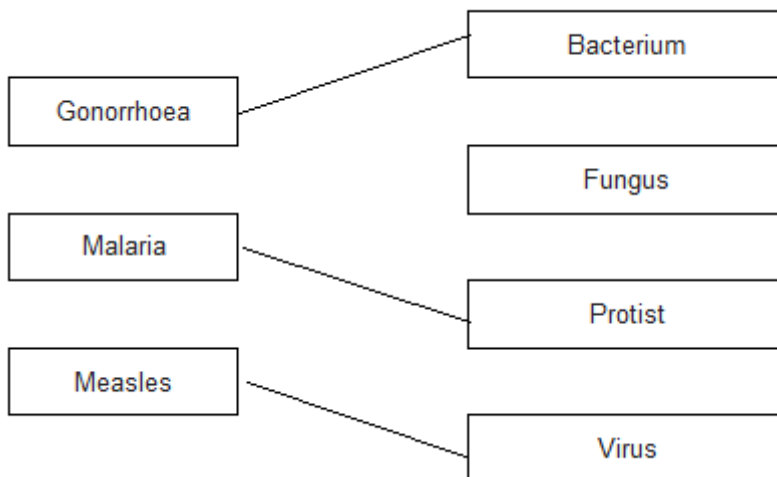 Bacterium
Gonorrhoea
Fungus
Malaria
Protist
Measles
Virus